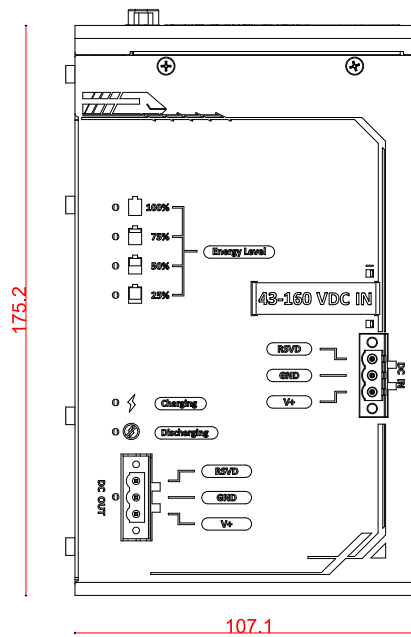 100%
75%
Energy Level
50%
25%
43-160 VDC IN
175.2
RSVD
GND
V+
DC IN
Charging
Discharging
DC OUT
RSVD
GND
V+
107.1